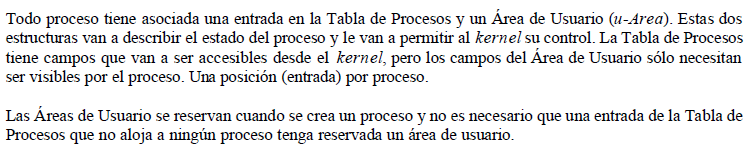 Todo proceso tiene asociada una entrada en la Tabla de Procesos y un Área de Usuario (u-Area). Estas dos
estructuras van a describir el estado del proceso y le van a permitir al kernel su control. La Tabla de Procesos
tiene campos que van a ser accesibles desde el kernel, pero los campos del Área de Usuario sólo necesitan
ser visibles por el proceso. Una posición (entrada) por proceso.
Las Áreas de Usuario se reservan cuando se crea un proceso y no es necesario que una entrada de la Tabla de
Procesos que no aloja a ningún proceso tenga reservada un área de usuario.